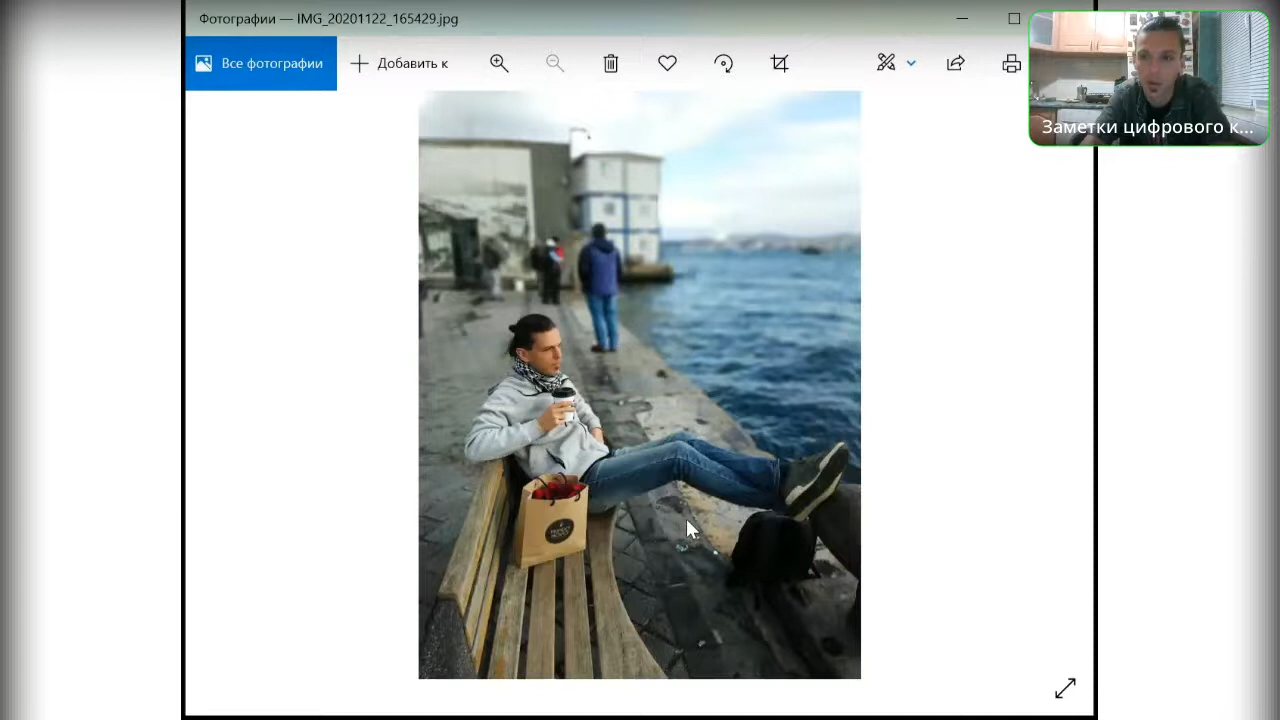 Фотографии — IMG_20201122_165429.jpg
Все фотографии
Добавить к
Заметки цифрового к...